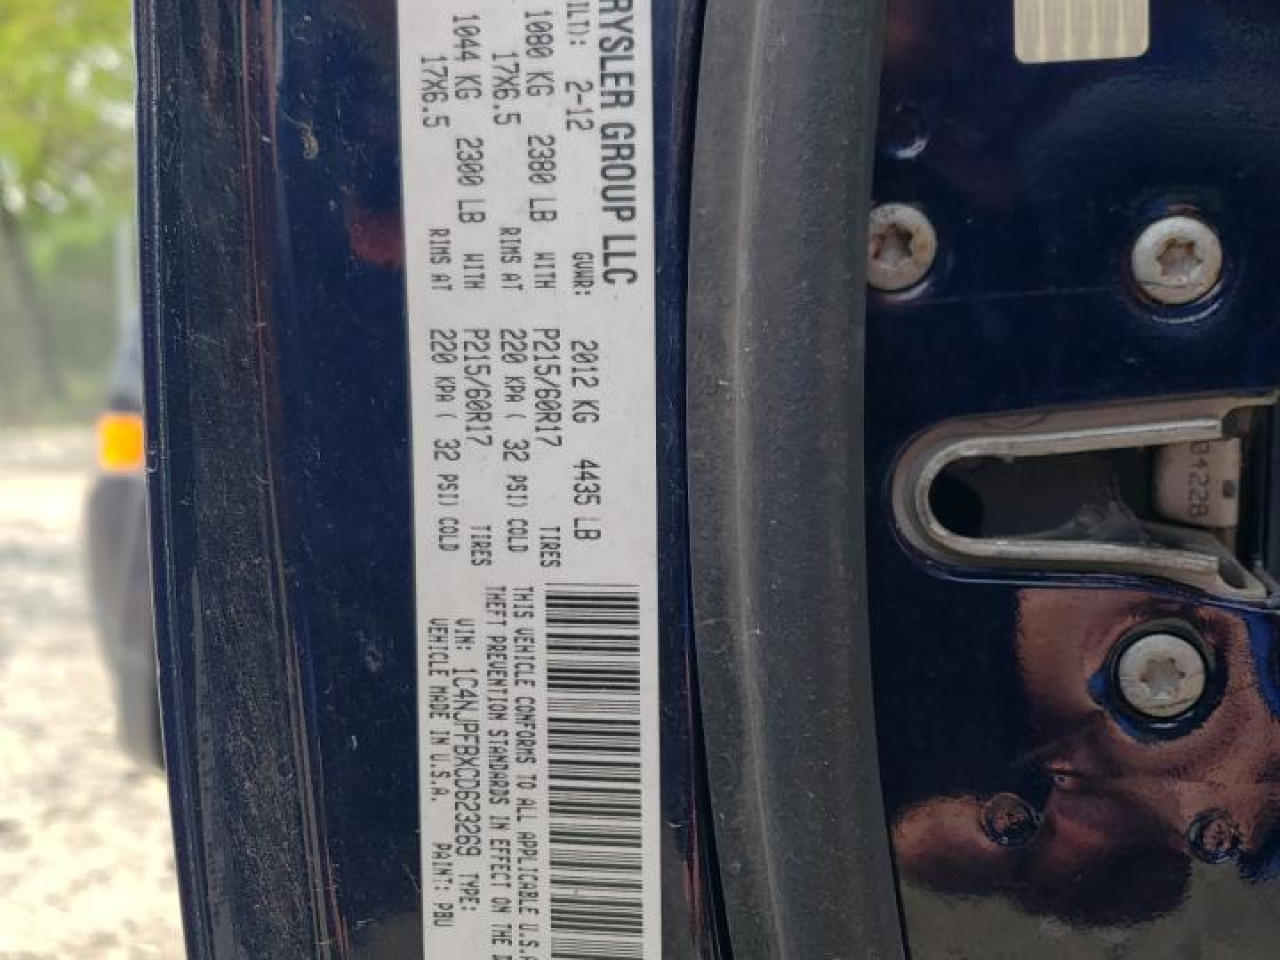 RYSLER GROUP LLC
ILT): 2-12 GVWR: 2012 KG 4435 LB
1080 KG 2380 LB WITH P215/60R17 TIRES
17X6.5 RIMS AT 220 KPA ( 32 PSI) COLD
1044 KG 2300 LB WITH P215/60R17 TIRES
17X6.5 RIMS AT 220 KPA ( 32 PSI) COLD
THIS VEHICLE CONFORMS TO ALL APPLICABLE U.S.A
THEFT PREVENTION STANDARDS IN EFFECT ON THE D
VIN: 1C4NJPFBXCD623269 TYPE:
VEHICLE MADE IN U.S.A. PAINT: PBU
0422B